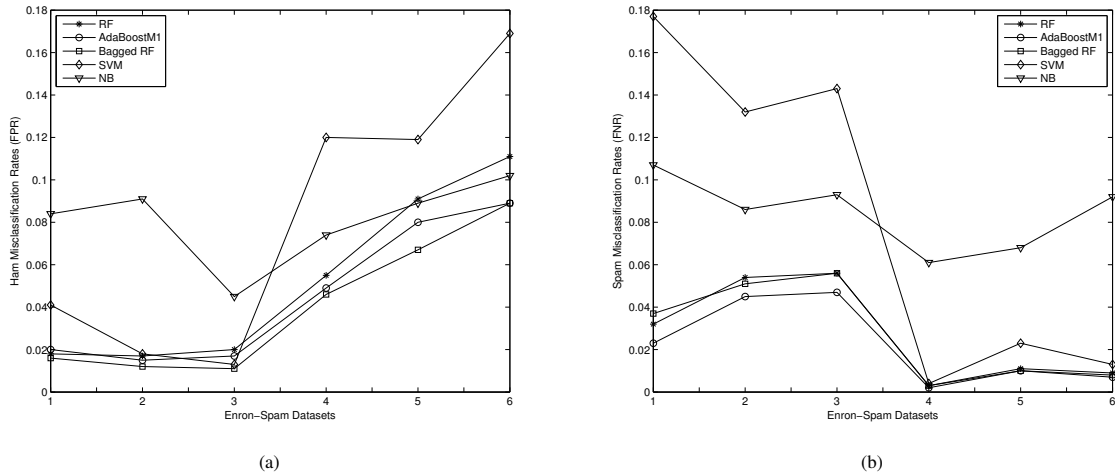 0.18
0.16
0.14
0.12
0.1
0.08
0.06
0.04
0.02
0
1
2
3
4
5
6
Ham Misclassification Rates (FPR)
Enron−Spam Datasets
RF
AdaBoostM1
Bagged RF
SVM
NB
(a)
0.18
0.16
0.14
0.12
0.1
0.08
0.06
0.04
0.02
0
1
2
3
4
5
6
Spam Misclassification Rates (FNR)
Enron−Spam Datasets
RF
AdaBoostM1
Bagged RF
SVM
NB
(b)